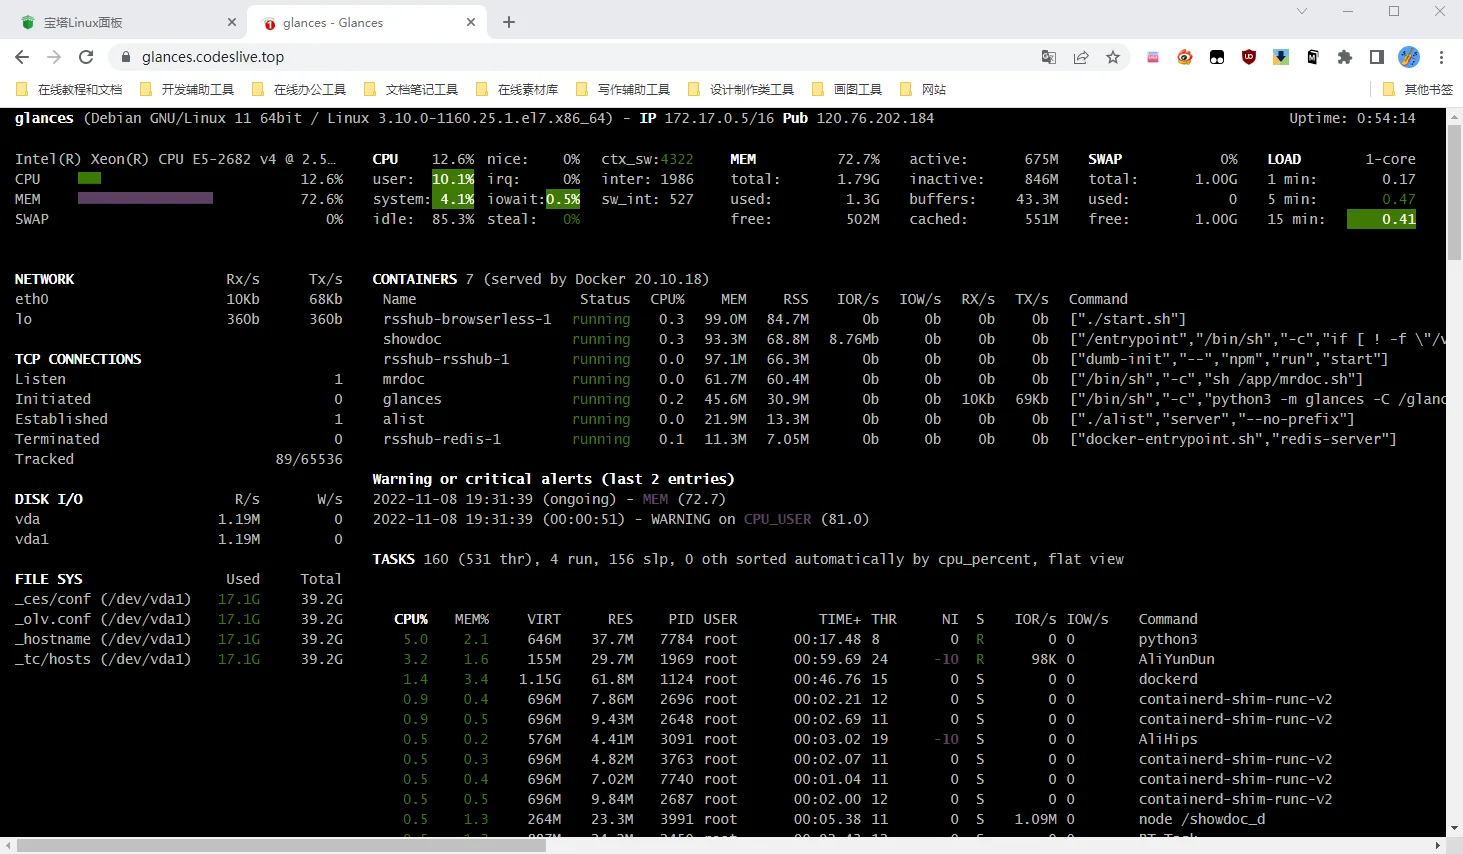 宝塔Linux面板
glances - Glances
glances.codeslive.top
在线教程和文档 开发辅助工具 在线办公工具 文档笔记工具 在线素材库 写作辅助工具 设计制作类工具 画图工具 网站 其他书签
glances (Debian GNU/Linux 11 64bit / Linux 3.10.0-1160.25.1.el7.x86_64) - IP 172.17.0.5/16 Pub 120.76.202.184 Uptime: 0:54:14
Intel(R) Xeon(R) CPU E5-2682 v4 @ 2.5… CPU 12.6% nice: 0% ctx_sw:4322 MEM 72.7% active: 675M SWAP 0% LOAD 1-core
CPU 12.6% user: 10.1% irq: 0% inter: 1986 total: 1.79G inactive: 846M total: 1.00G 1 min: 0.17
MEM 72.6% system: 4.1% iowait:0.5% sw_int: 527 used: 1.3G buffers: 43.3M used: 0 5 min: 0.47
SWAP 0% idle: 85.3% steal: 0% free: 502M cached: 551M free: 1.00G 15 min: 0.41
NETWORK Rx/s Tx/s
eth0 10Kb 68Kb
lo 360b 360b
TCP CONNECTIONS
Listen 1
Initiated 0
Established 1
Terminated 0
Tracked 89/65536
DISK I/O R/s W/s
vda 1.19M 0
vda1 1.19M 0
FILE SYS Used Total
_ces/conf (/dev/vda1) 17.1G 39.2G
_olv.conf (/dev/vda1) 17.1G 39.2G
_hostname (/dev/vda1) 17.1G 39.2G
_tc/hosts (/dev/vda1) 17.1G 39.2G
CONTAINERS 7 (served by Docker 20.10.18)
Name Status CPU% MEM RSS IOR/s IOW/s RX/s TX/s Command
rsshub-browserless-1 running 0.3 99.0M 84.7M 0b 0b 0b 0b ["./start.sh"]
showdoc running 0.3 93.3M 68.8M 8.76Mb 0b 0b 0b ["/entrypoint","/bin/sh","-c","if [ ! -f \"/v
rsshub-rsshub-1 running 0.0 97.1M 66.3M 0b 0b 0b 0b ["dumb-init","--","npm","run","start"]
mrdoc running 0.0 61.7M 60.4M 0b 0b 0b 0b ["/bin/sh","-c","sh /app/mrdoc.sh"]
glances running 0.2 45.6M 30.9M 0b 0b 10Kb 69Kb ["/bin/sh","-c","python3 -m glances -C /glanc
alist running 0.0 21.9M 13.3M 0b 0b 0b 0b ["./alist","server","--no-prefix"]
rsshub-redis-1 running 0.1 11.3M 7.05M 0b 0b 0b 0b ["docker-entrypoint.sh","redis-server"]
Warning or critical alerts (last 2 entries)
2022-11-08 19:31:39 (ongoing) - MEM (72.7)
2022-11-08 19:31:39 (00:00:51) - WARNING on CPU_USER (81.0)
TASKS 160 (531 thr), 4 run, 156 slp, 0 oth sorted automatically by cpu_percent, flat view
CPU% MEM% VIRT RES PID USER TIME+ THR NI S IOR/s IOW/s Command
5.0 2.1 646M 37.7M 7784 root 00:17.48 8 0 R 0 0 python3
3.2 1.6 155M 29.7M 1969 root 00:59.69 24 -10 R 98K 0 AliYunDun
1.4 3.4 1.15G 61.8M 1124 root 00:46.76 15 0 S 0 0 dockerd
0.9 0.4 696M 7.86M 2696 root 00:02.21 12 0 S 0 0 containerd-shim-runc-v2
0.9 0.5 696M 9.43M 2648 root 00:02.69 11 0 S 0 0 containerd-shim-runc-v2
0.5 0.2 576M 4.41M 3091 root 00:03.02 19 -10 S 0 0 AliHips
0.5 0.3 696M 4.82M 3763 root 00:02.07 11 0 S 0 0 containerd-shim-runc-v2
0.5 0.4 696M 7.02M 7740 root 00:01.04 11 0 S 0 0 containerd-shim-runc-v2
0.5 0.5 696M 9.84M 2687 root 00:02.00 12 0 S 0 0 containerd-shim-runc-v2
0.5 1.3 264M 23.3M 3991 root 00:05.38 11 0 S 1.09M 0 node /showdoc_d